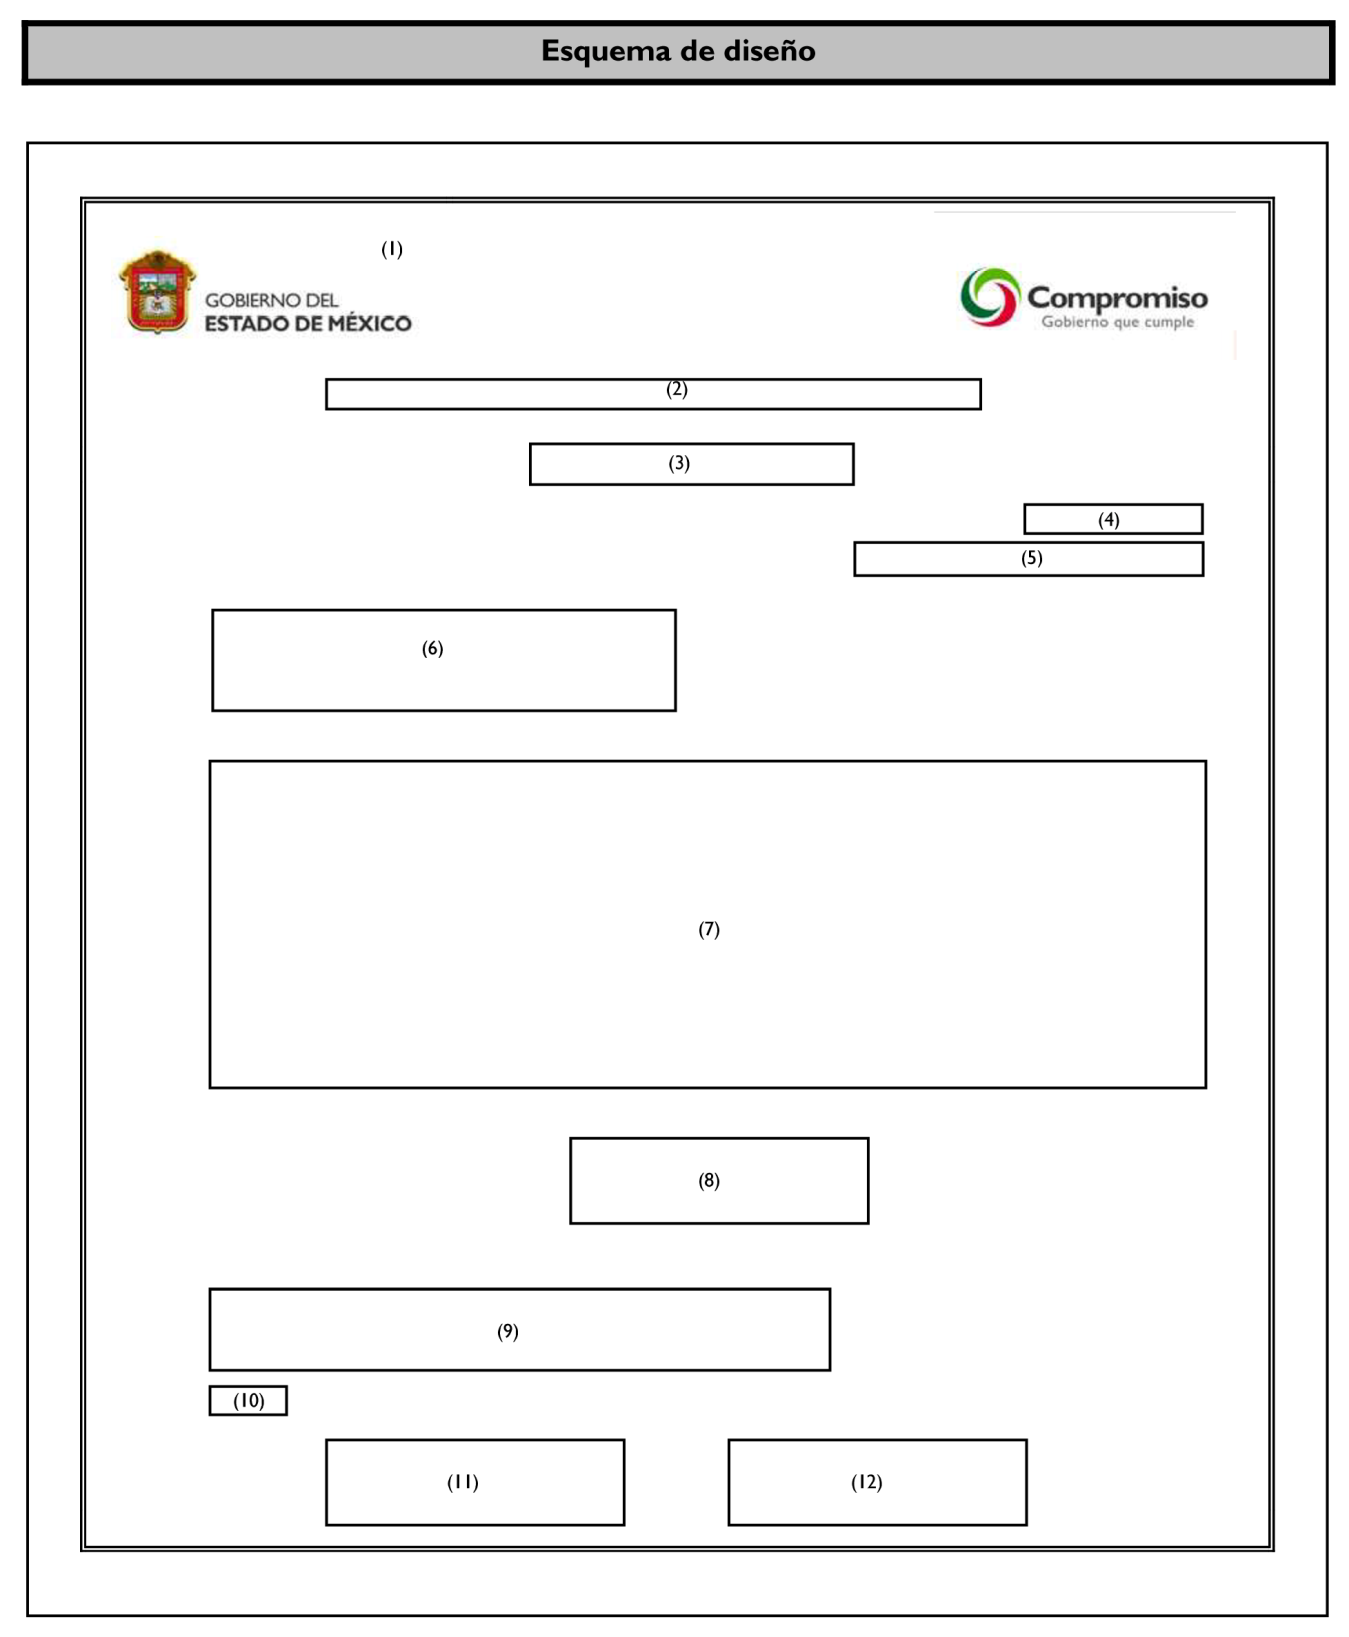 Esquema de diseño
(1)
GOBIERNO DEL
ESTADO DE MÉXICO
Compromiso
Gobierno que cumple
(2)
(3)
(4)
(5)
(6)
(7)
(8)
(9)
(10)
(11)
(12)